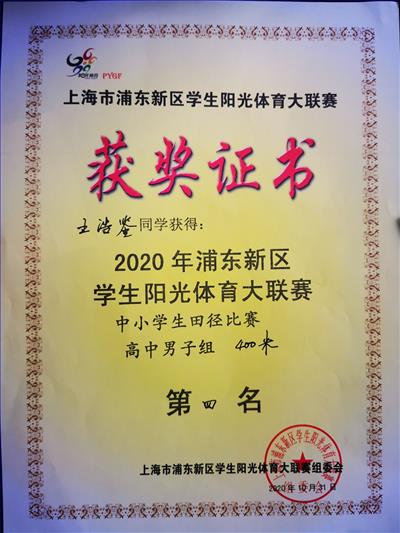 PYGF
上海市浦东新区学生阳光体育大联赛
获奖证书
王浩鉴同学获得：
2020年浦东新区
学生阳光体育大联赛
中小学生田径比赛
高中男子组 400米
第四名
上海市浦东新区学生阳光体育大联赛组委会
2020年10月31日